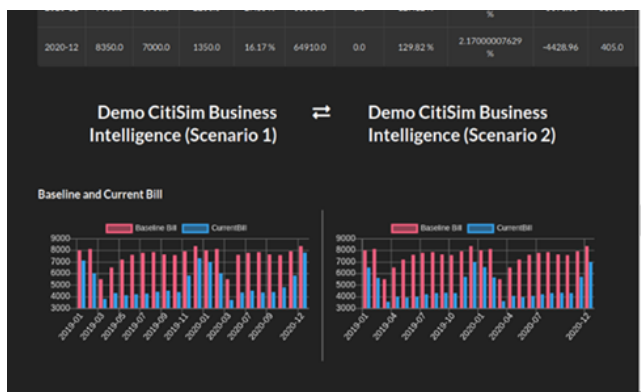 2020-12 8350.0 7000.0 1350.0 16.17 % 64910.0 0.0 129.82 % 2.17000007629 % -4428.96 405.0
Demo CitiSim Business
Intelligence (Scenario 1)
Demo CitiSim Business
Intelligence (Scenario 2)
Baseline and Current Bill
Baseline Bill CurrentBill
9000
8000
7000
6000
5000
4000
3000
2019-01 2019-03 2019-05 2019-07 2019-09 2019-11 2020-01 2020-03 2020-05 2020-07 2020-09 2020-12
Baseline Bill CurrentBill
9000
8000
7000
6000
5000
4000
3000
2019-01 2019-04 2019-07 2019-10 2020-01 2020-04 2020-07 2020-12